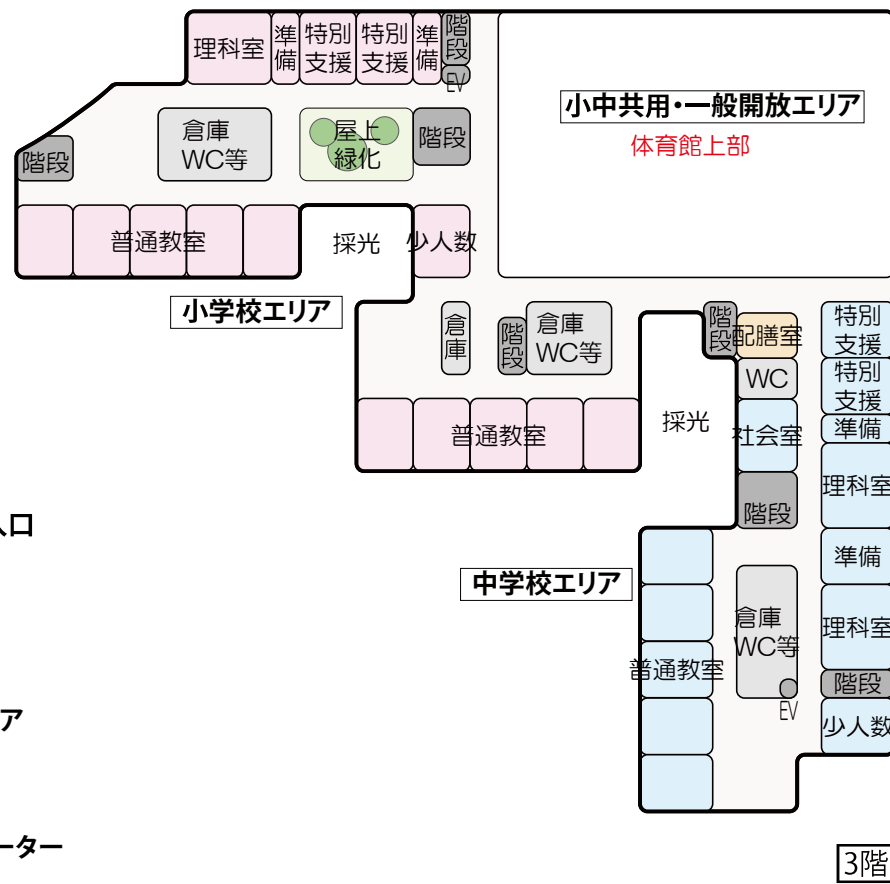 理科室
準備
特別
支援
特別
支援
準備
階段
EV
小中共用・一般開放エリア
体育館上部
階段
倉庫
WC等
屋上
緑化
階段
普通教室
採光
少人数
小学校エリア
倉庫
階段
倉庫
WC等
階段
配膳室
特別
支援
WC
特別
支援
普通教室
採光
社会室
準備
理科室
階段
入口
準備
中学校エリア
倉庫
WC等
理科室
普通教室
階段
EV
少人数
ア
ーター
3階